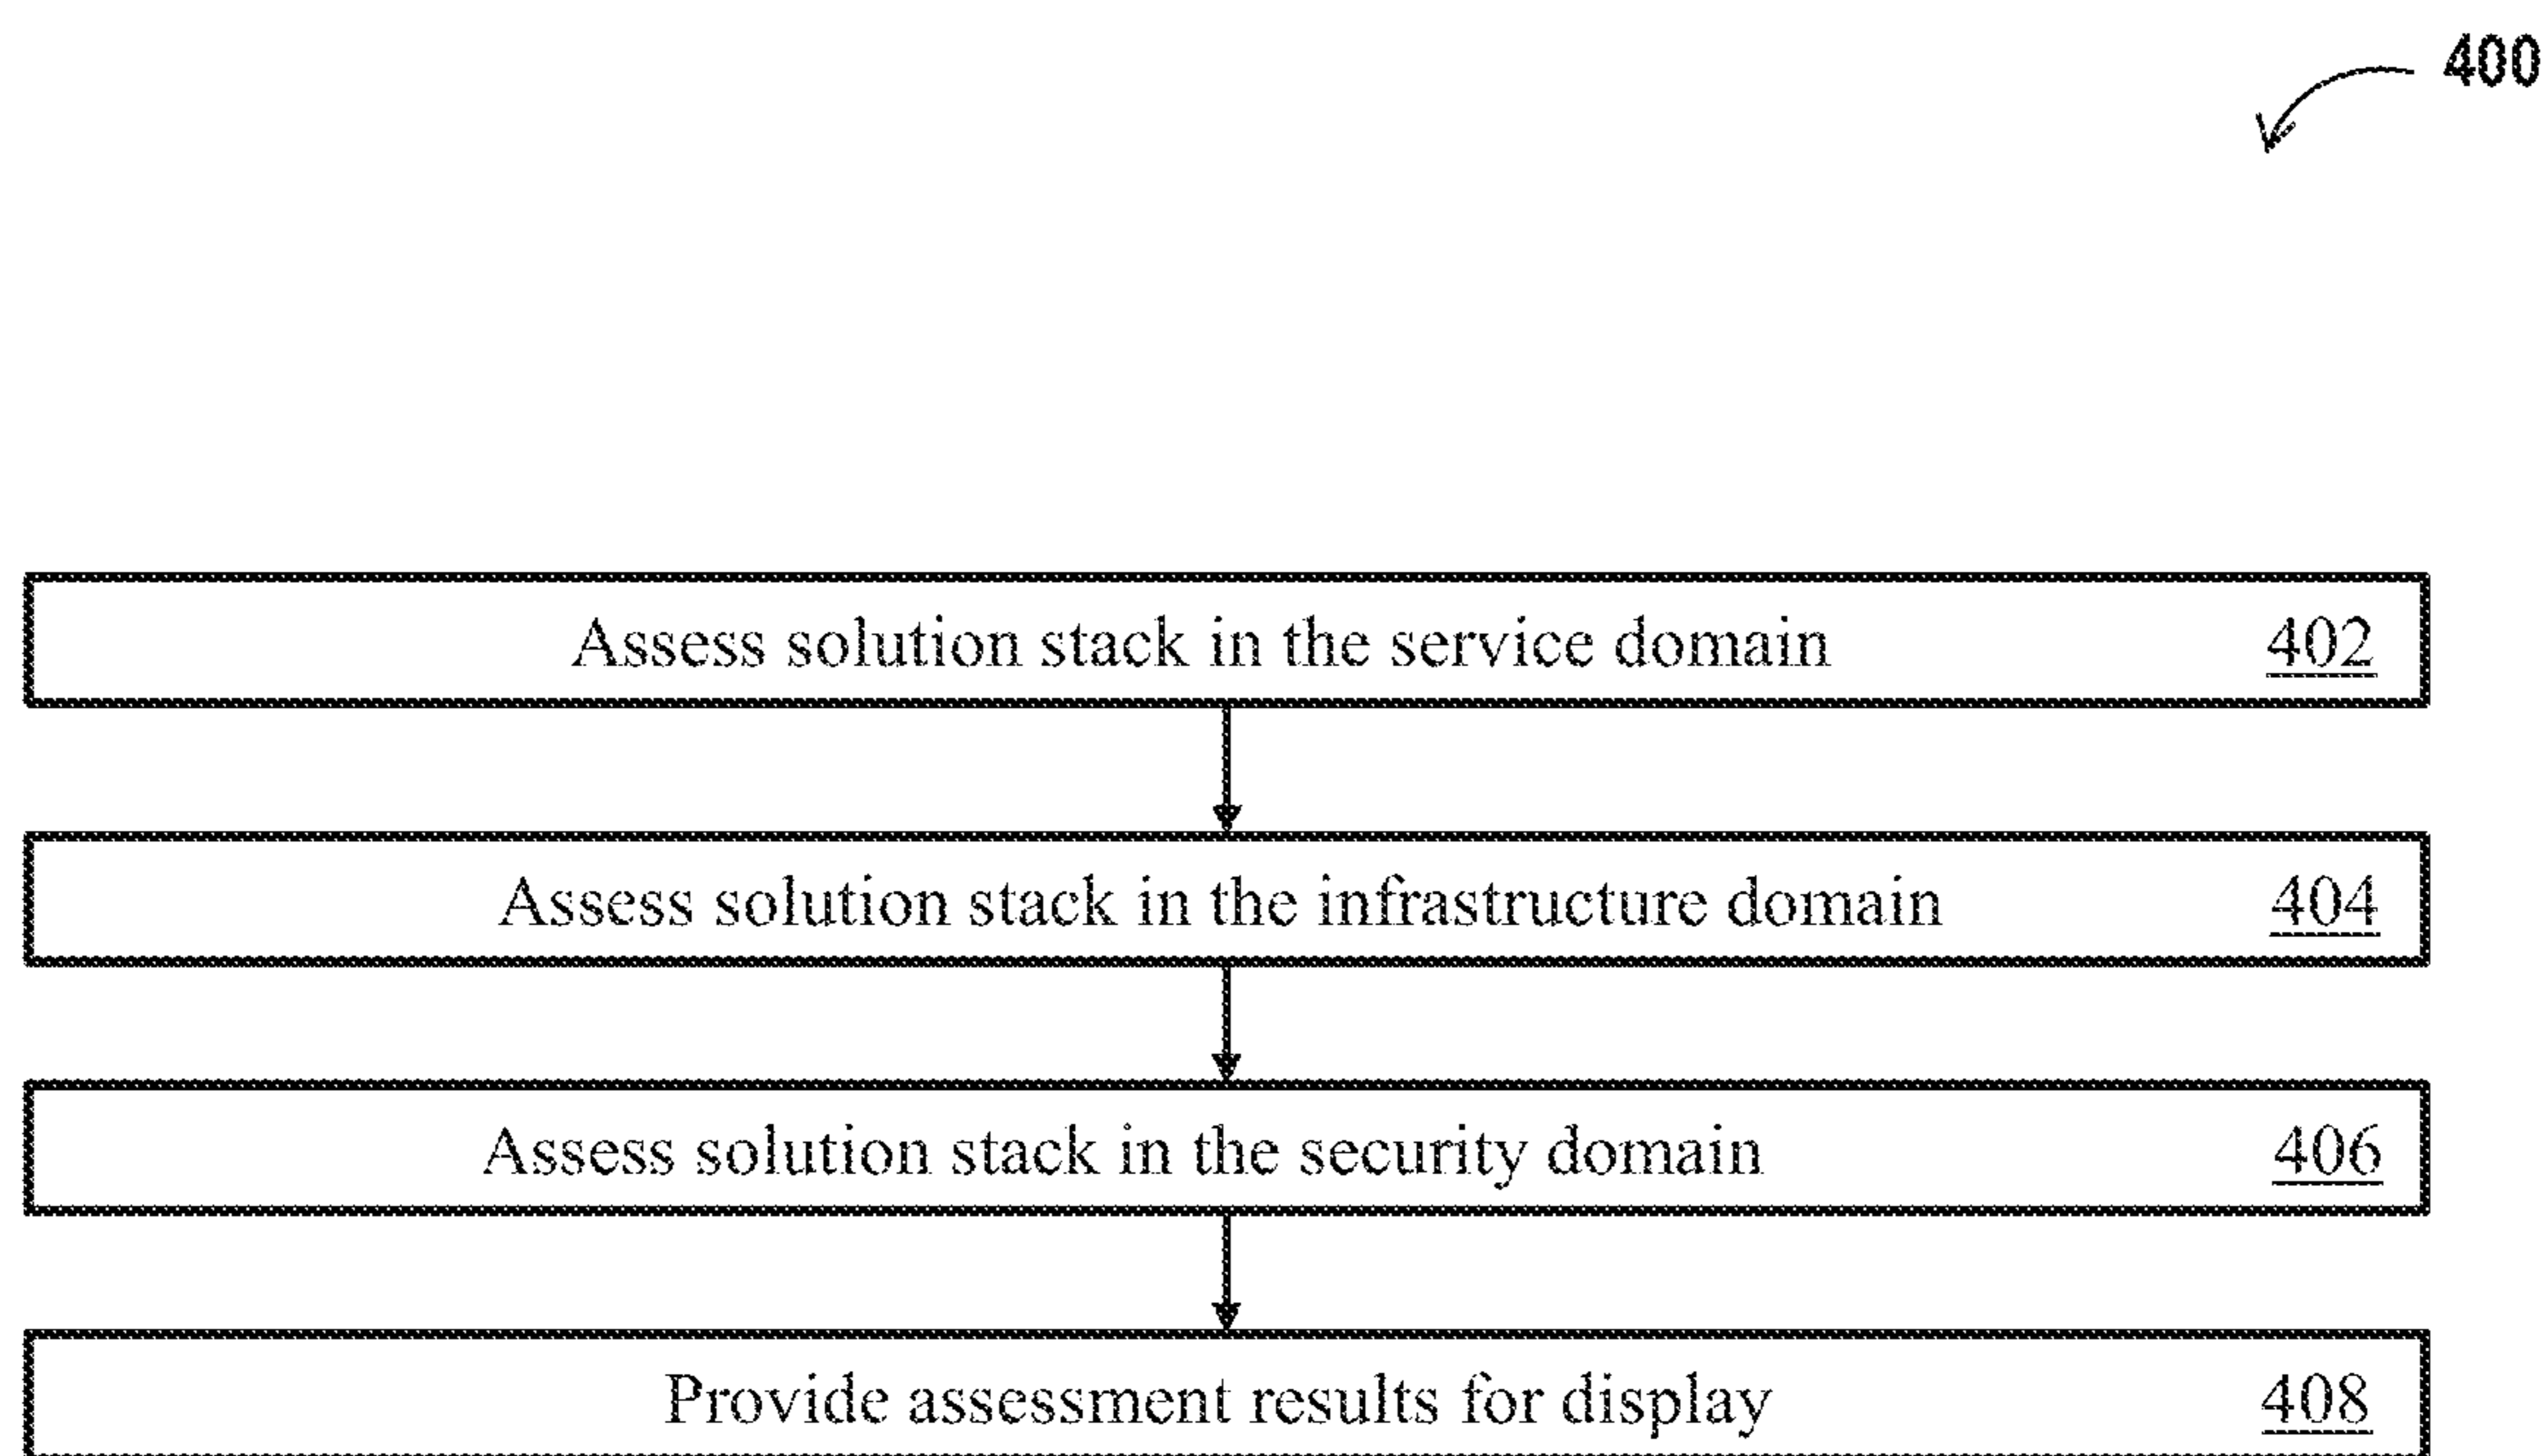 400
Assess solution stack in the service domain 402
Assess solution stack in the infrastructure domain 404
Assess solution stack in the security domain 406
Provide assessment results for display 408